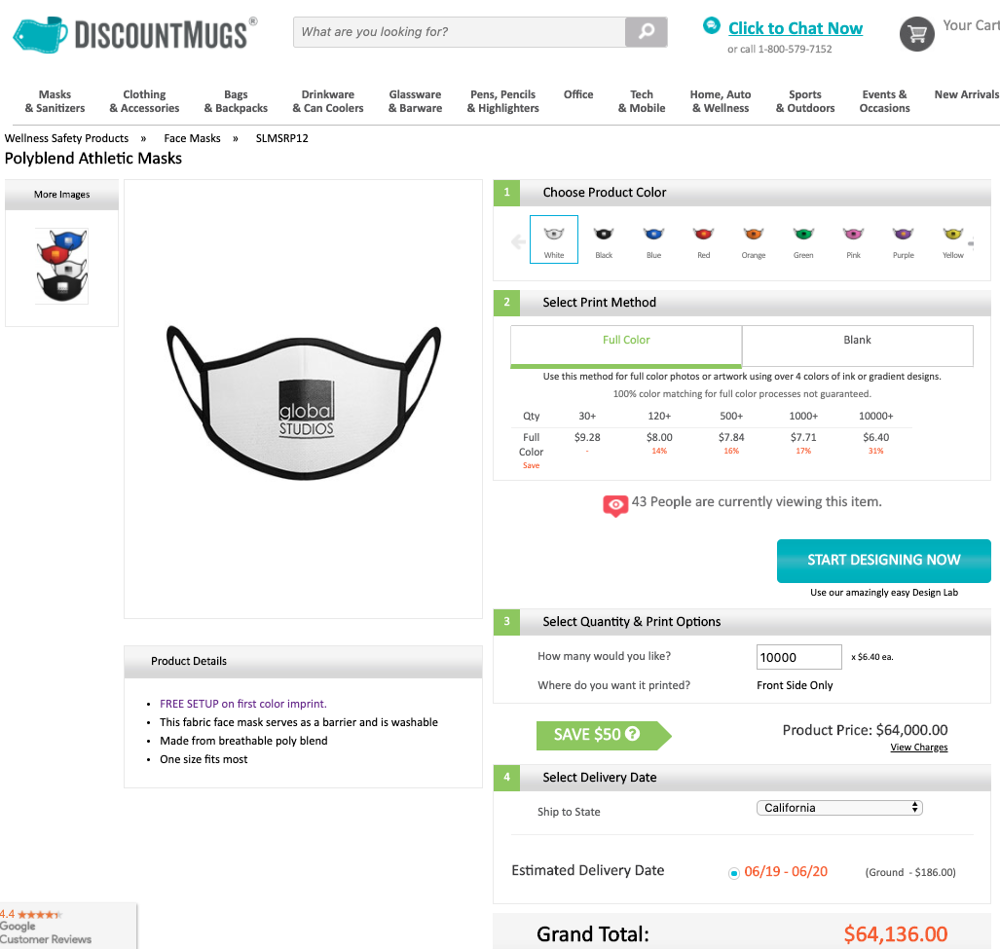 DISCOUNTMUGS®
What are you looking for?
Click to Chat Now
or call 1-800-579-7152
Your Cart
Masks & Sanitizers
Clothing & Accessories
Bags & Backpacks
Drinkware & Can Coolers
Glassware & Barware
Pens, Pencils & Highlighters
Office
Tech & Mobile
Home, Auto & Wellness
Sports & Outdoors
Events & Occasions
New Arrivals
Wellness Safety Products » Face Masks » SLMSRP12
Polyblend Athletic Masks
More Images
global
STUDIOS
Product Details
• FREE SETUP on first color imprint.
• This fabric face mask serves as a barrier and is washable
• Made from breathable poly blend
• One size fits most
1 Choose Product Color
White Black Blue Red Orange Green Pink Purple Yellow
2 Select Print Method
Full Color Blank
Use this method for full color photos or artwork using over 4 colors of ink or gradient designs.
100% color matching for full color processes not guaranteed.
Qty 30+ 120+ 500+ 1000+ 10000+
Full Color $9.28 $8.00 $7.84 $7.71 $6.40
Save - 14% 16% 17% 31%
43 People are currently viewing this item.
START DESIGNING NOW
Use our amazingly easy Design Lab
3 Select Quantity & Print Options
How many would you like? 10000 x $6.40 ea.
Where do you want it printed? Front Side Only
SAVE $50 ?
Product Price: $64,000.00
View Charges
4 Select Delivery Date
Ship to State California
Estimated Delivery Date 06/19 - 06/20 (Ground - $186.00)
Grand Total: $64,136.00
4.4
Google
Customer Reviews